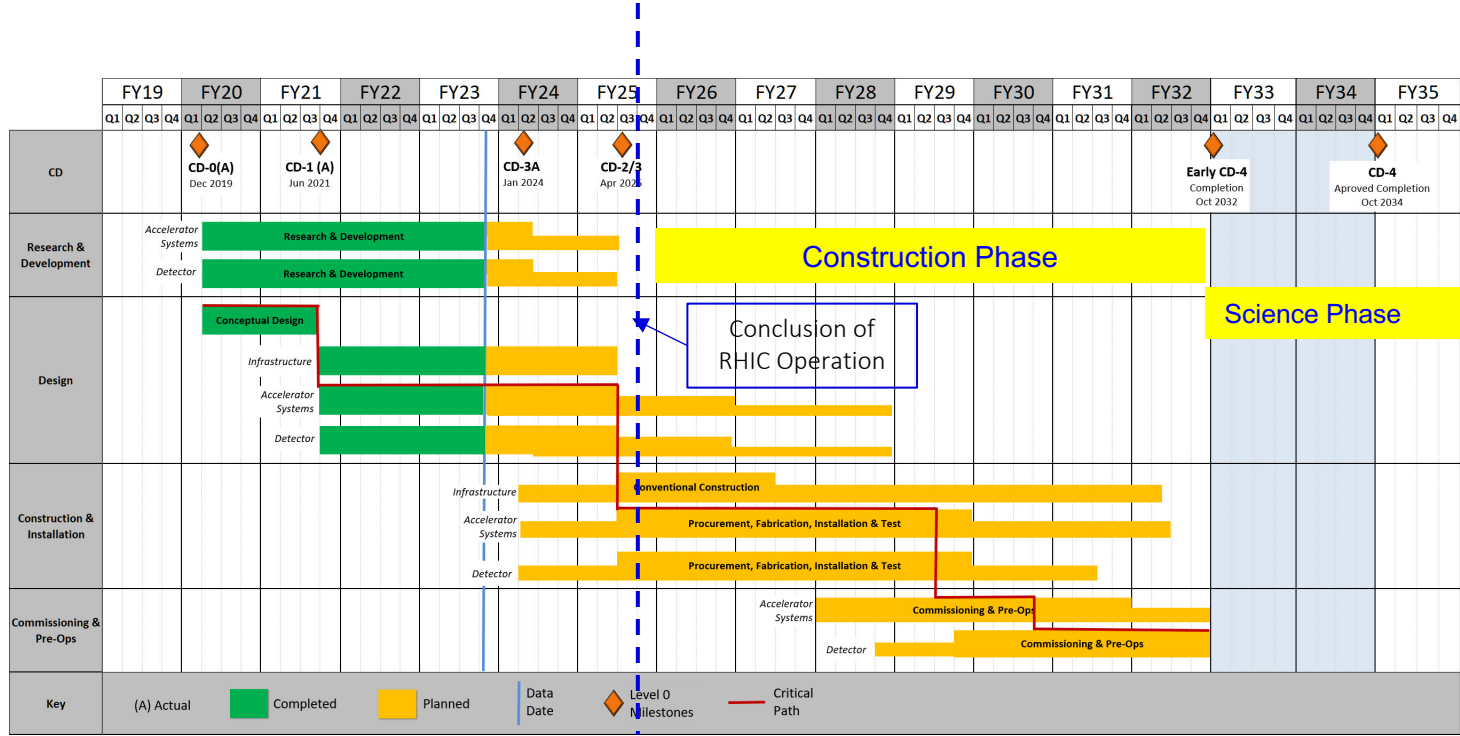 FY19 FY20 FY21 FY22 FY23 FY24 FY25 FY26 FY27 FY28 FY29 FY30 FY31 FY32 FY33 FY34 FY35
Q1 Q2 Q3 Q4 Q1 Q2 Q3 Q4 Q1 Q2 Q3 Q4 Q1 Q2 Q3 Q4 Q1 Q2 Q3 Q4 Q1 Q2 Q3 Q4 Q1 Q2 Q3 Q4 Q1 Q2 Q3 Q4 Q1 Q2 Q3 Q4 Q1 Q2 Q3 Q4 Q1 Q2 Q3 Q4 Q1 Q2 Q3 Q4 Q1 Q2 Q3 Q4 Q1 Q2 Q3 Q4 Q1 Q2 Q3 Q4 Q1 Q2 Q3 Q4 Q1 Q2 Q3 Q4
CD
CD-0(A)
Dec 2019
CD-1 (A)
Jun 2021
CD-3A
Jan 2024
CD-2/3
Apr 2025
Early CD-4
Completion
Oct 2032
CD-4
Aproved Completion
Oct 2034
Research &
Development
Accelerator
Systems
Research & Development
Detector
Research & Development
Construction Phase
Science Phase
Design
Conceptual Design
Infrastructure
Accelerator
Systems
Detector
Conclusion of
RHIC Operation
Construction &
Installation
Infrastructure
Conventional Construction
Accelerator
Systems
Procurement, Fabrication, Installation & Test
Detector
Procurement, Fabrication, Installation & Test
Commissioning &
Pre-Ops
Accelerator
Systems
Commissioning & Pre-Ops
Detector
Commissioning & Pre-Ops
Key
(A) Actual
Completed
Planned
Data
Date
Level 0
Milestones
Critical
Path